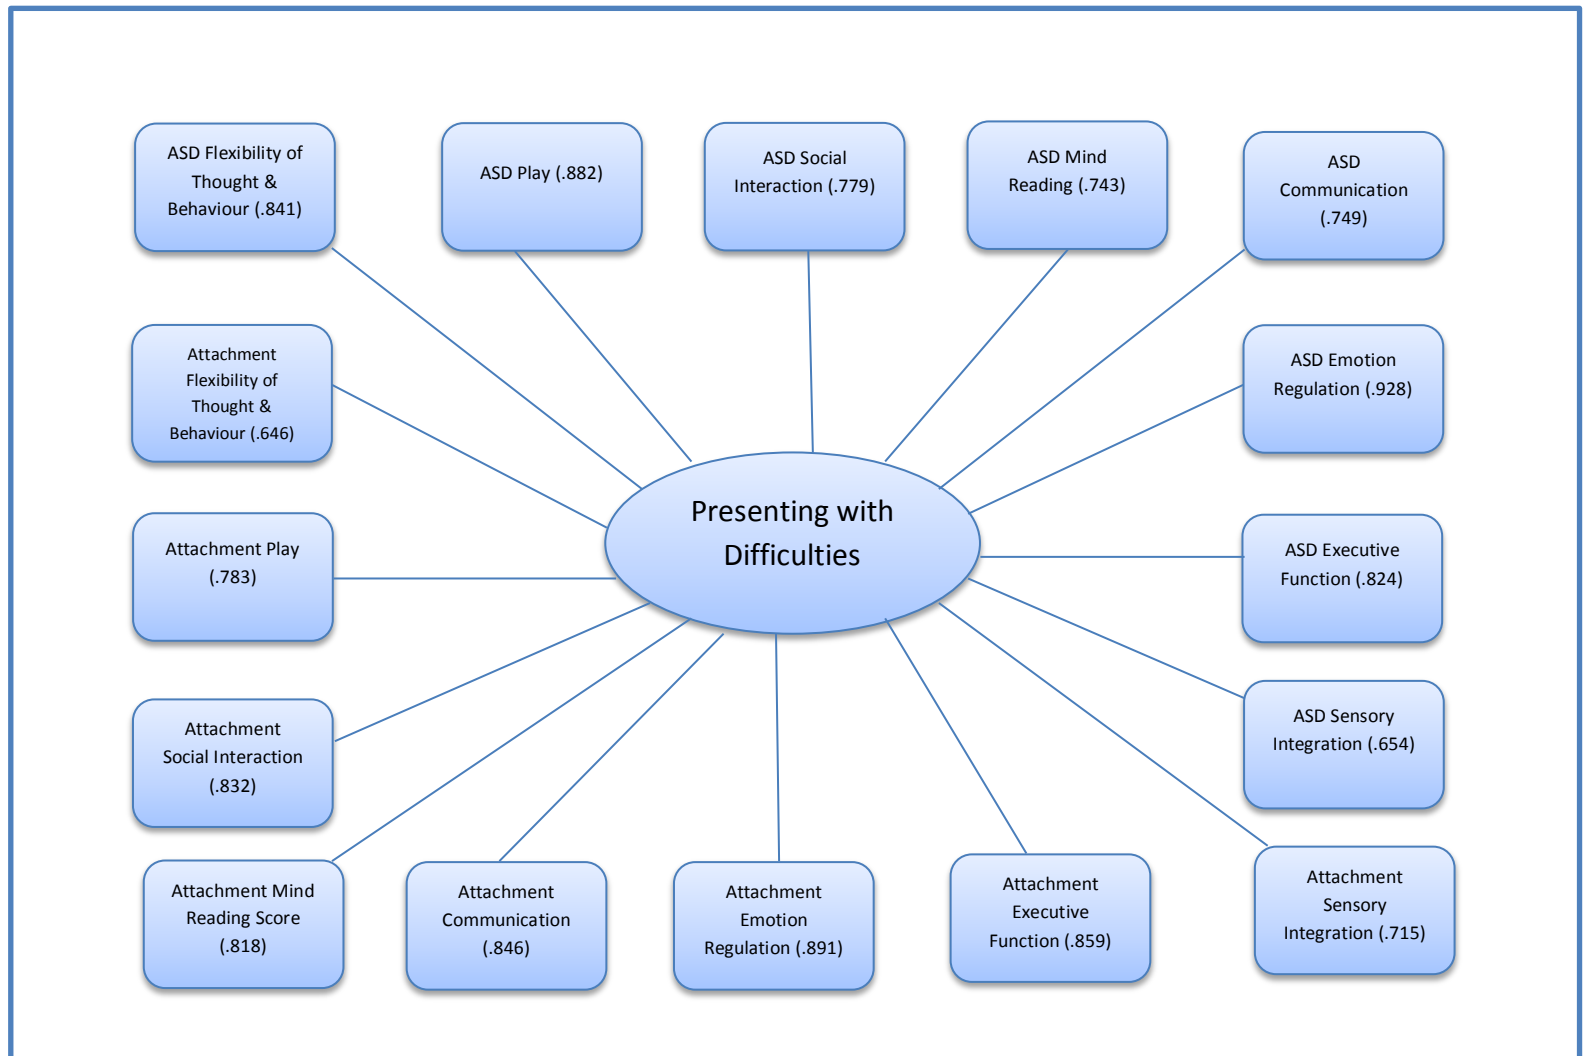 ASD Flexibility of
Thought &
Behaviour (.841)
ASD Play (.882)
ASD Social
Interaction (.779)
ASD Mind
Reading (.743)
ASD
Communication
(.749)
Attachment
Flexibility of
Thought &
Behaviour (.646)
ASD Emotion
Regulation (.928)
Presenting with
Difficulties
Attachment Play
(.783)
ASD Executive
Function (.824)
Attachment
Social Interaction
(.832)
ASD Sensory
Integration (.654)
Attachment Mind
Reading Score
(.818)
Attachment
Communication
(.846)
Attachment
Emotion
Regulation (.891)
Attachment
Executive
Function (.859)
Attachment
Sensory
Integration (.715)